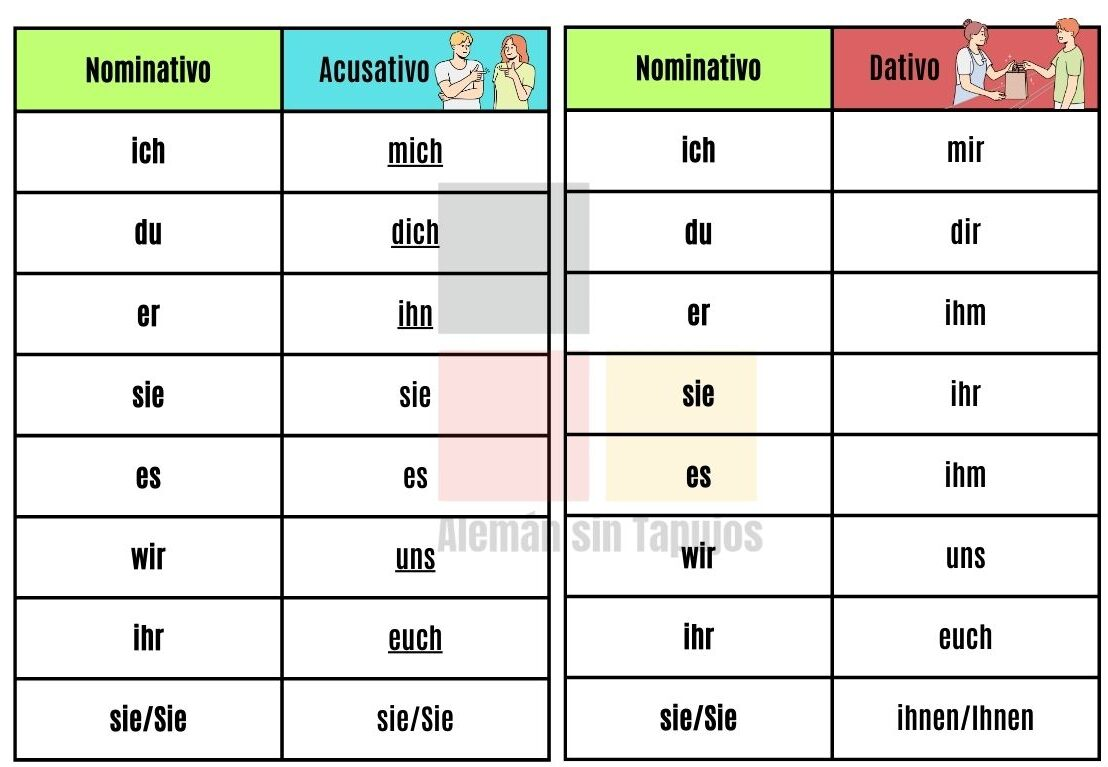 Nominativo Acusativo
ich mich
du dich
er ihn
sie sie
es es
wir uns
ihr euch
sie/Sie sie/Sie
Nominativo Dativo
ich mir
du dir
er ihm
sie ihr
es ihm
wir uns
ihr euch
sie/Sie ihnen/Ihnen
Alemán sin Tapujos